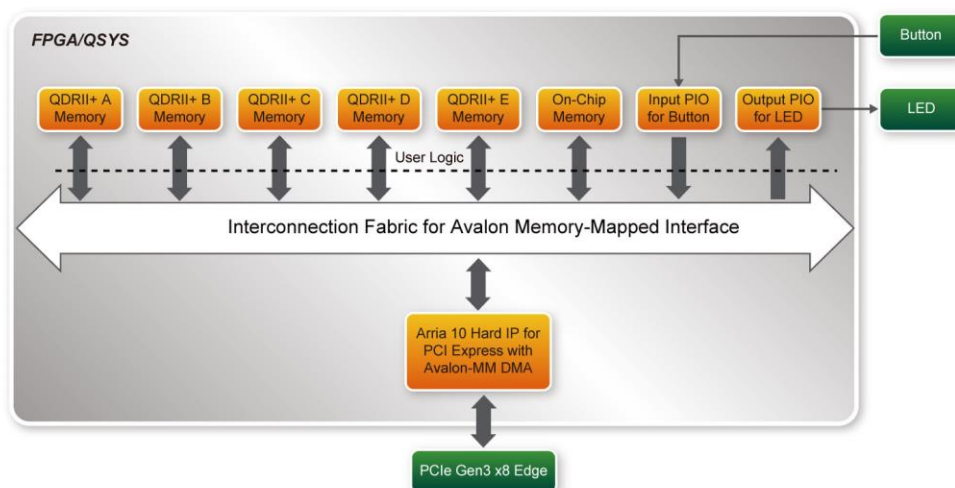 FPGA/QSYS
Button
QDRII+ A
Memory
QDRII+ B
Memory
QDRII+ C
Memory
QDRII+ D
Memory
QDRII+ E
Memory
On-Chip
Memory
Input PIO
for Button
Output PIO
for LED
LED
User Logic
Interconnection Fabric for Avalon Memory-Mapped Interface
Arria 10 Hard IP for
PCI Express with
Avalon-MM DMA
PCIe Gen3 x8 Edge